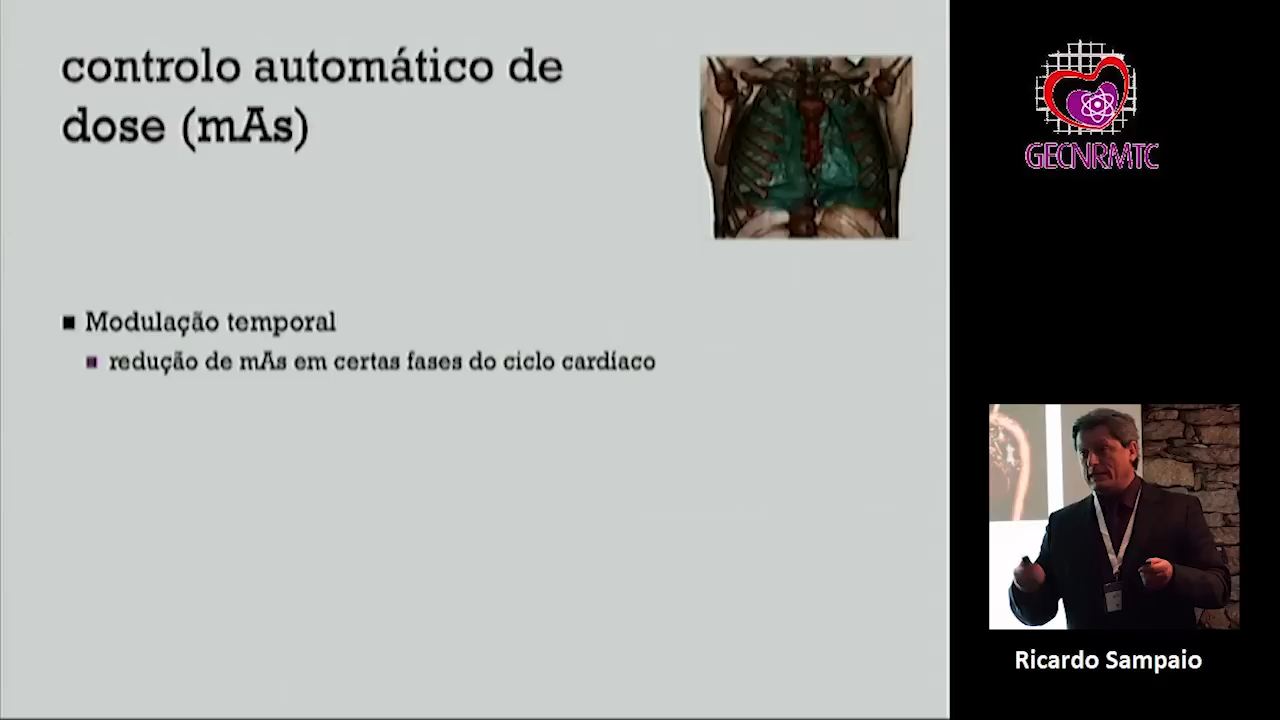 controlo automático de
dose (mAs)
Modulação temporal
redução de mAs em certas fases do ciclo cardíaco
GECNRMTC
Ricardo Sampaio